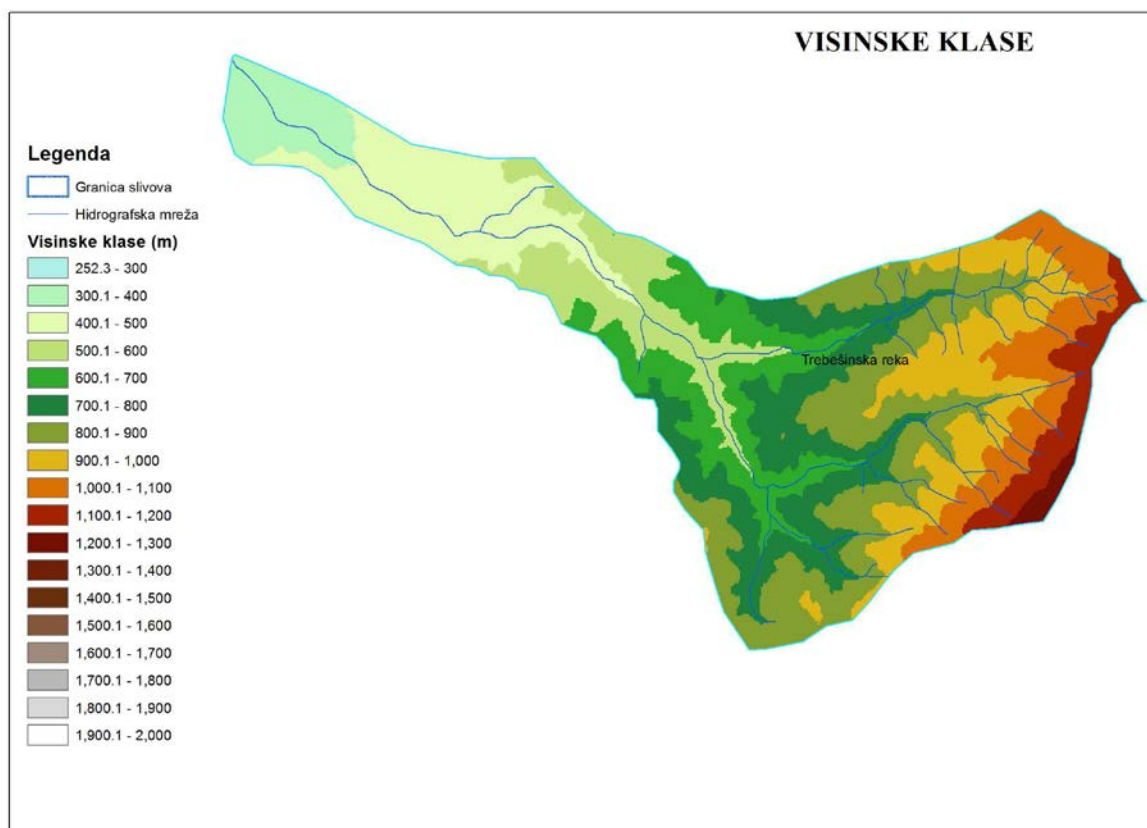 VISINSKE KLASE
Legenda
Granica slivova
Hidrografska mreža
Visinske klase (m)
252.3 - 300
300.1 - 400
400.1 - 500
500.1 - 600
600.1 - 700
700.1 - 800
800.1 - 900
900.1 - 1,000
1,000.1 - 1,100
1,100.1 - 1,200
1,200.1 - 1,300
1,300.1 - 1,400
1,400.1 - 1,500
1,500.1 - 1,600
1,600.1 - 1,700
1,700.1 - 1,800
1,800.1 - 1,900
1,900.1 - 2,000
Trebešinska reka